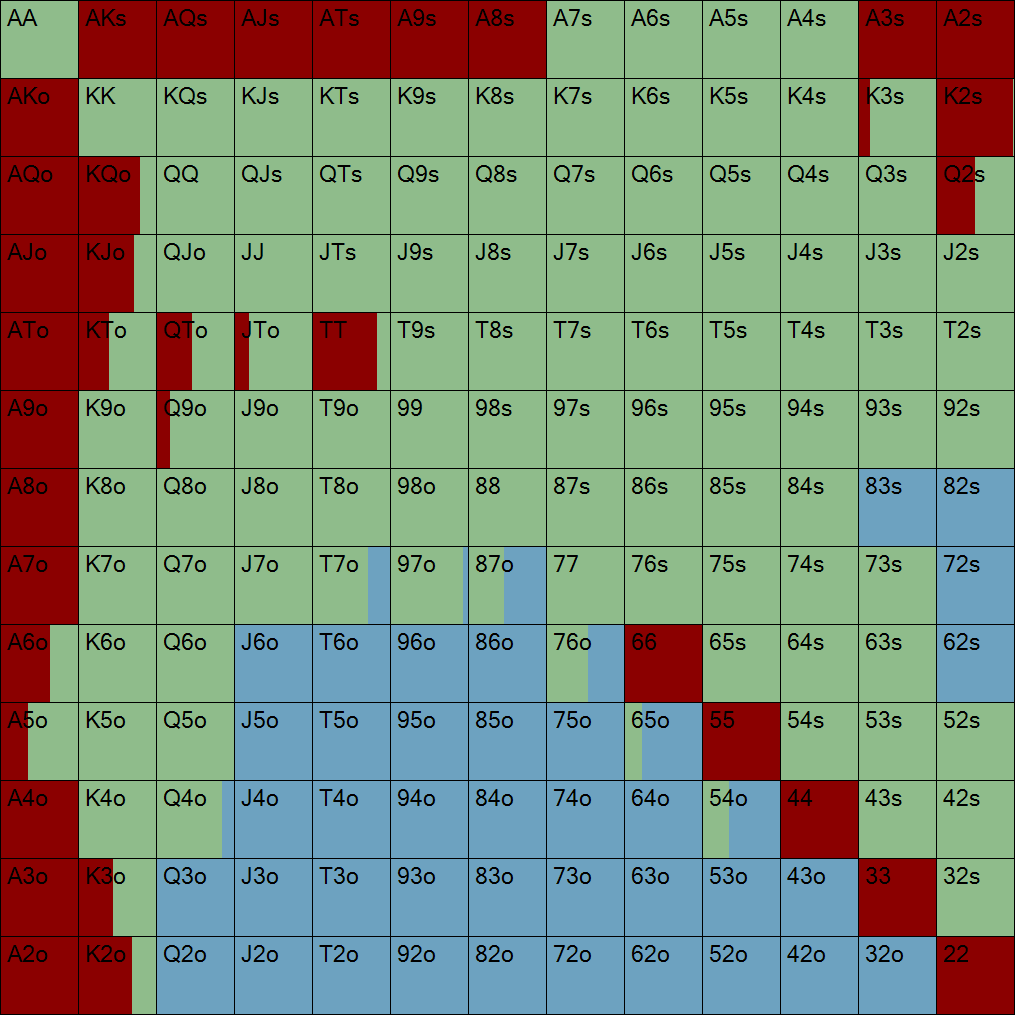 AA AKs AQs AJs ATs A9s A8s A7s A6s A5s A4s A3s A2s
AKo KK KQs KJs KTs K9s K8s K7s K6s K5s K4s K3s K2s
AQo KQo QQ QJs QTs Q9s Q8s Q7s Q6s Q5s Q4s Q3s Q2s
AJo KJo QJo JJ JTs J9s J8s J7s J6s J5s J4s J3s J2s
ATo KTo QTo JTo TT T9s T8s T7s T6s T5s T4s T3s T2s
A9o K9o Q9o J9o T9o 99 98s 97s 96s 95s 94s 93s 92s
A8o K8o Q8o J8o T8o 98o 88 87s 86s 85s 84s 83s 82s
A7o K7o Q7o J7o T7o 97o 87o 77 76s 75s 74s 73s 72s
A6o K6o Q6o J6o T6o 96o 86o 76o 66 65s 64s 63s 62s
A5o K5o Q5o J5o T5o 95o 85o 75o 65o 55 54s 53s 52s
A4o K4o Q4o J4o T4o 94o 84o 74o 64o 54o 44 43s 42s
A3o K3o Q3o J3o T3o 93o 83o 73o 63o 53o 43o 33 32s
A2o K2o Q2o J2o T2o 92o 82o 72o 62o 52o 42o 32o 22